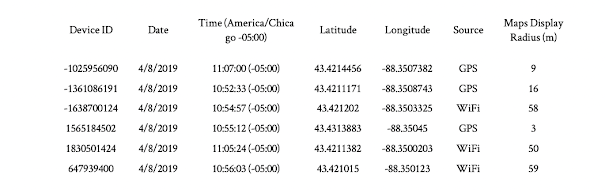 Device ID Date Time (America/Chica go -05:00) Latitude Longitude Source Maps Display Radius (m)
-1025956090 4/8/2019 11:07:00 (-05:00) 43.4214456 -88.3507382 GPS 9
-1361086191 4/8/2019 10:52:33 (-05:00) 43.4211171 -88.3508743 GPS 16
-1638700124 4/8/2019 10:54:57 (-05:00) 43.421202 -88.3503325 WiFi 58
1565184502 4/8/2019 10:55:12 (-05:00) 43.4313883 -88.35045 GPS 3
1830501424 4/8/2019 11:05:24 (-05:00) 43.4211382 -88.3500203 WiFi 50
647939400 4/8/2019 10:56:03 (-05:00) 43.421015 -88.350123 WiFi 59